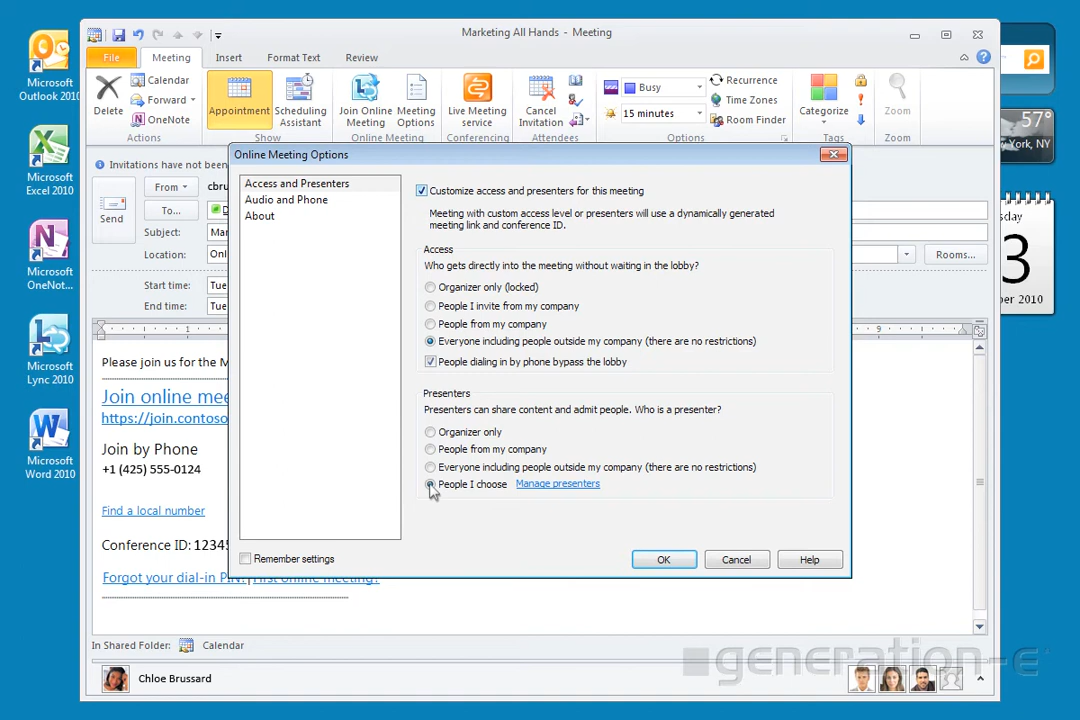 Marketing All Hands - Meeting
File
Meeting
Insert
Format Text
Review
Delete
Calendar
Forward
OneNote
Actions
Appointment
Scheduling
Assistant
Show
Join Online
Meeting
Meeting
Options
Online Meeting
Live Meeting
service
Conferencing
Cancel
Invitation
Attendees
Busy
15 minutes
Recurrence
Time Zones
Room Finder
Options
Categorize
Tags
Zoom
Zoom
Microsoft
Outlook 2010
Microsoft
Excel 2010
Microsoft
OneNot...
Microsoft
Lync 2010
Microsoft
Word 2010
57°
York, NY
3
2010
Invitations have not been
Send
From
cbru
To...
Subject:
Mar
Location:
Onl
Rooms...
Start time:
Tue
End time:
Tue
1
9
Please join us for the M
Join online mee
https://join.contoso
Join by Phone
+1 (425) 555-0124
Find a local number
Conference ID: 12345
Forgot your dial-in PIN? | First online meeting?
In Shared Folder:
Calendar
Chloe Brussard
Online Meeting Options
Access and Presenters
Audio and Phone
About
Customize access and presenters for this meeting
Meeting with custom access level or presenters will use a dynamically generated
meeting link and conference ID.
Access
Who gets directly into the meeting without waiting in the lobby?
Organizer only (locked)
People I invite from my company
People from my company
Everyone including people outside my company (there are no restrictions)
People dialing in by phone bypass the lobby
Presenters
Presenters can share content and admit people. Who is a presenter?
Organizer only
People from my company
Everyone including people outside my company (there are no restrictions)
People I choose
Manage presenters
Remember settings
OK
Cancel
Help
generation-e